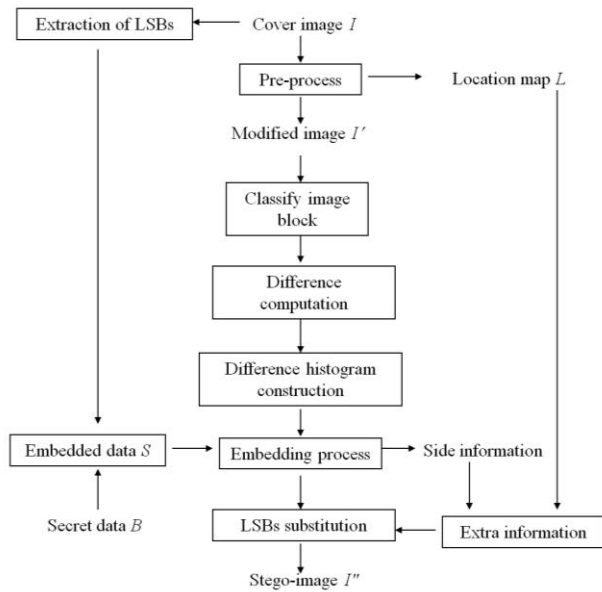 Extraction of LSBs
Cover image I
Pre-process
Location map L
Modified image I′
Classify image
block
Difference
computation
Difference histogram
construction
Embedded data S
Embedding process
Side information
Secret data B
LSBs substitution
Extra information
Stego-image I″